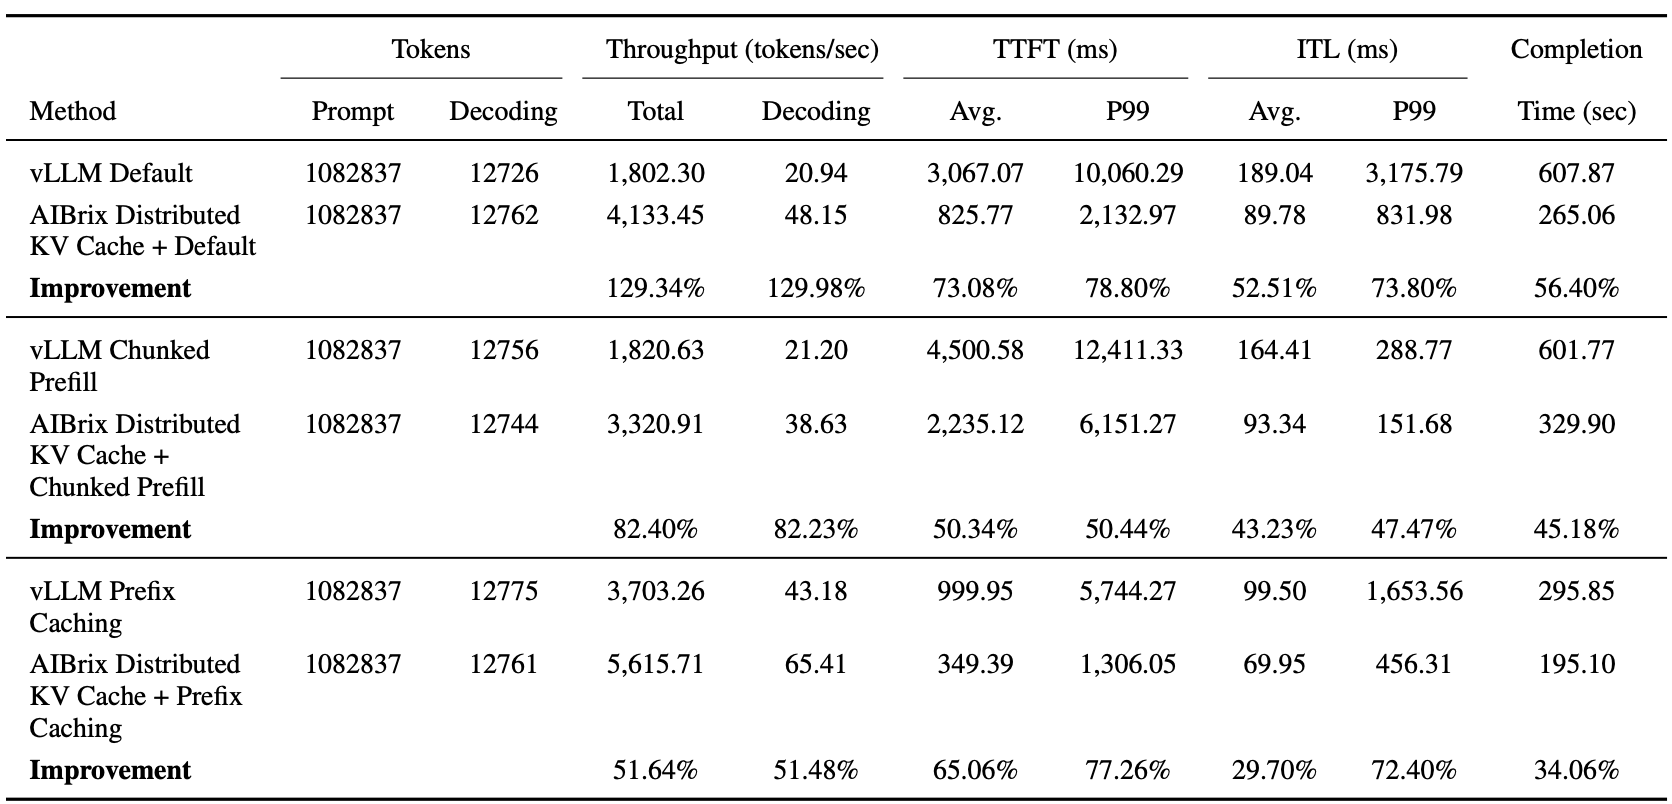 Tokens Throughput (tokens/sec) TTFT (ms) ITL (ms) Completion
Method Prompt Decoding Total Decoding Avg. P99 Avg. P99 Time (sec)
vLLM Default 1082837 12726 1,802.30 20.94 3,067.07 10,060.29 189.04 3,175.79 607.87
AIBrix Distributed 1082837 12762 4,133.45 48.15 825.77 2,132.97 89.78 831.98 265.06
KV Cache + Default
Improvement 129.34% 129.98% 73.08% 78.80% 52.51% 73.80% 56.40%
vLLM Chunked 1082837 12756 1,820.63 21.20 4,500.58 12,411.33 164.41 288.77 601.77
Prefill
AIBrix Distributed 1082837 12744 3,320.91 38.63 2,235.12 6,151.27 93.34 151.68 329.90
KV Cache +
Chunked Prefill
Improvement 82.40% 82.23% 50.34% 50.44% 43.23% 47.47% 45.18%
vLLM Prefix 1082837 12775 3,703.26 43.18 999.95 5,744.27 99.50 1,653.56 295.85
Caching
AIBrix Distributed 1082837 12761 5,615.71 65.41 349.39 1,306.05 69.95 456.31 195.10
KV Cache + Prefix
Caching
Improvement 51.64% 51.48% 65.06% 77.26% 29.70% 72.40% 34.06%